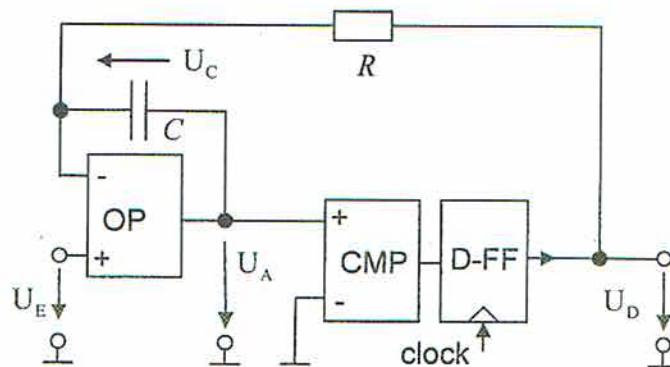 U_C
R
C
-
OP
+
U_E
U_A
+
CMP
-
D-FF
clock
U_D